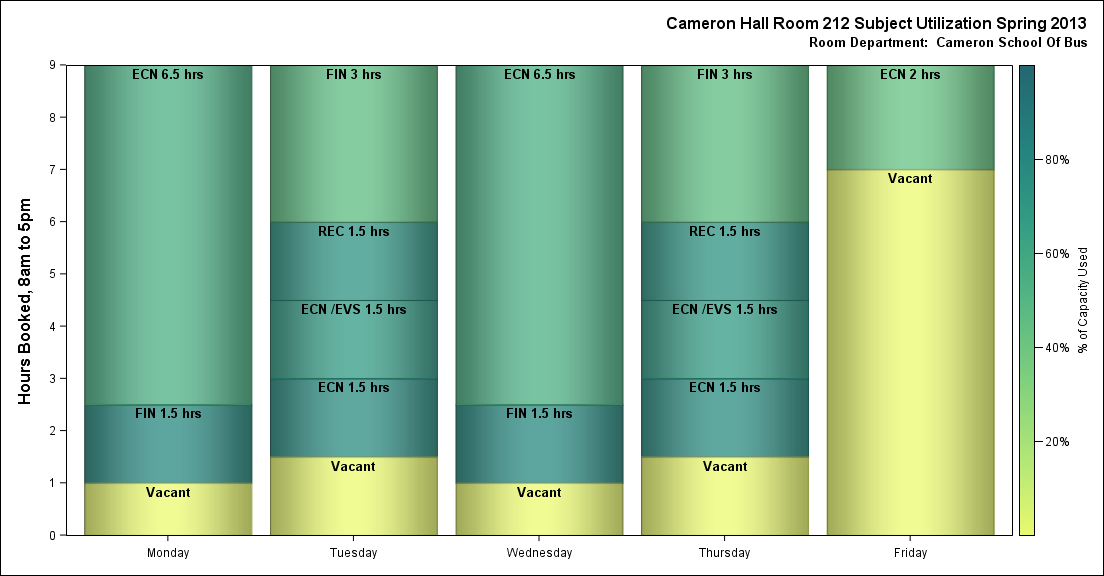 Cameron Hall Room 212 Subject Utilization Spring 2013
Room Department:  Cameron School Of Bus
Hours Booked, 8am to 5pm
9
8
7
6
5
4
3
2
1
0
ECN 6.5 hrs
FIN 1.5 hrs
Vacant
Monday
FIN 3 hrs
REC 1.5 hrs
ECN /EVS 1.5 hrs
ECN 1.5 hrs
Vacant
Tuesday
ECN 6.5 hrs
FIN 1.5 hrs
Vacant
Wednesday
FIN 3 hrs
REC 1.5 hrs
ECN /EVS 1.5 hrs
ECN 1.5 hrs
Vacant
Thursday
ECN 2 hrs
Vacant
Friday
80%
60%
40%
20%
% of Capacity Used